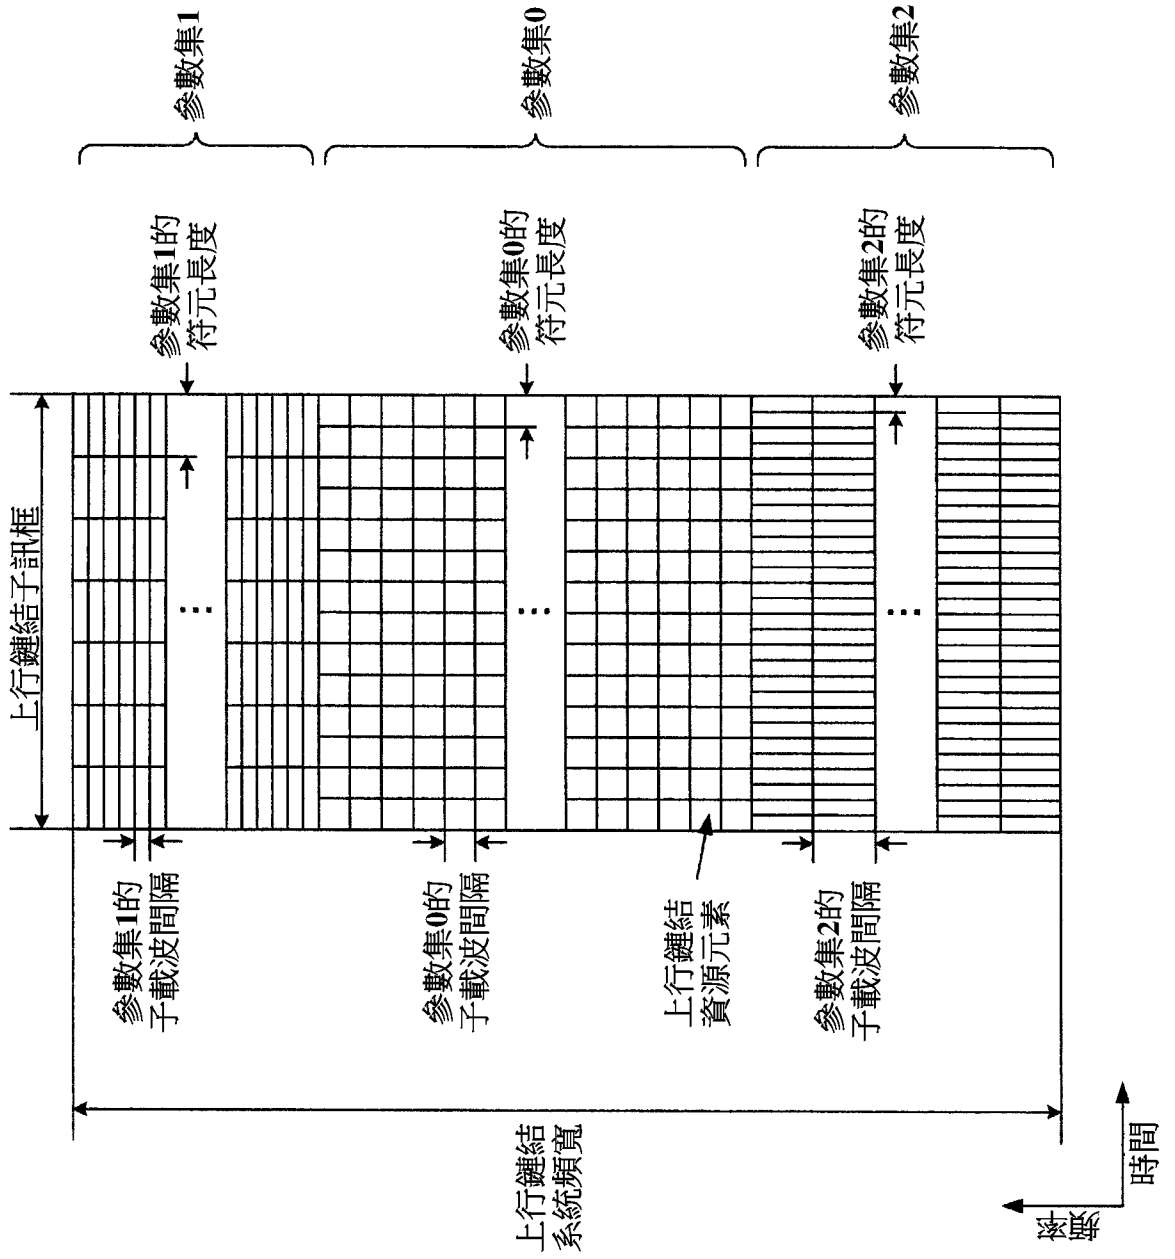 上行鏈結子訊框
參數集1
參數集0
參數集2
參數集1的
符元長度
參數集0的
符元長度
參數集2的
符元長度
參數集1的
子載波間隔
參數集0的
子載波間隔
上行鏈結
資源元素
參數集2的
子載波間隔
上行鏈結
系統頻寬
頻率
時間